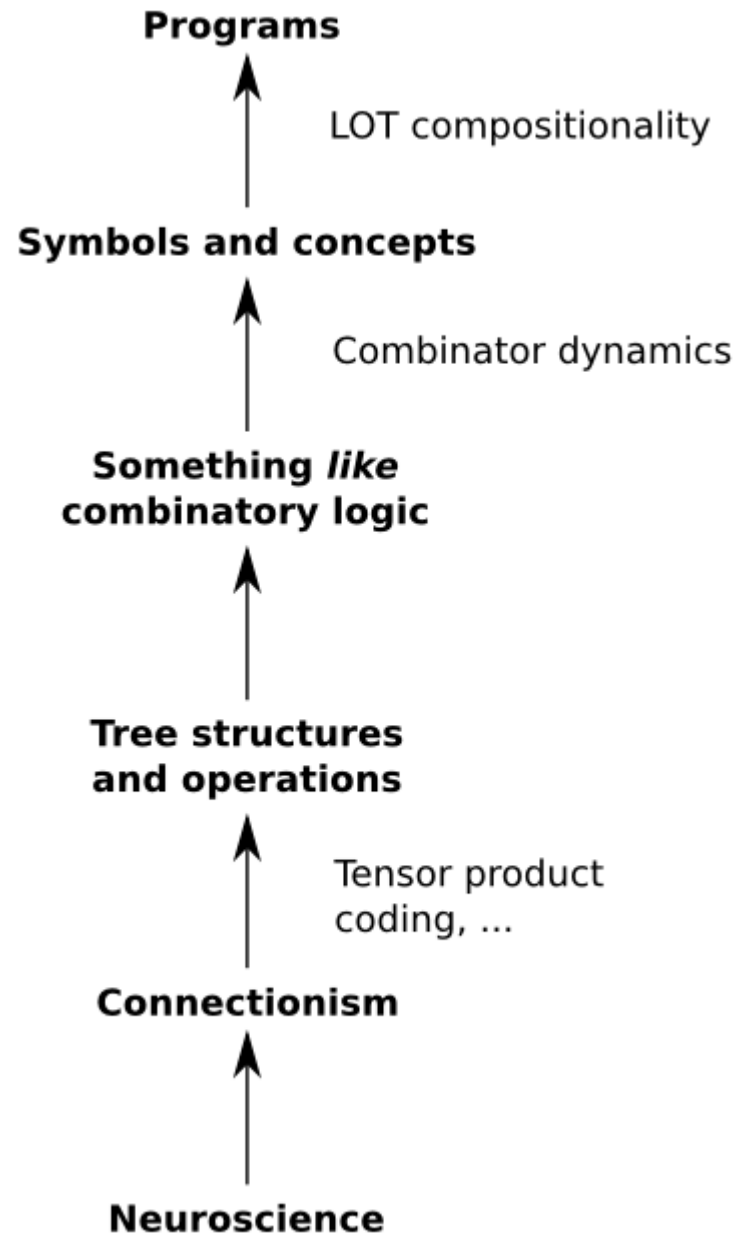 Programs
LOT compositionality
Symbols and concepts
Combinator dynamics
Something like
combinatory logic
Tree structures
and operations
Tensor product
coding, ...
Connectionism
Neuroscience